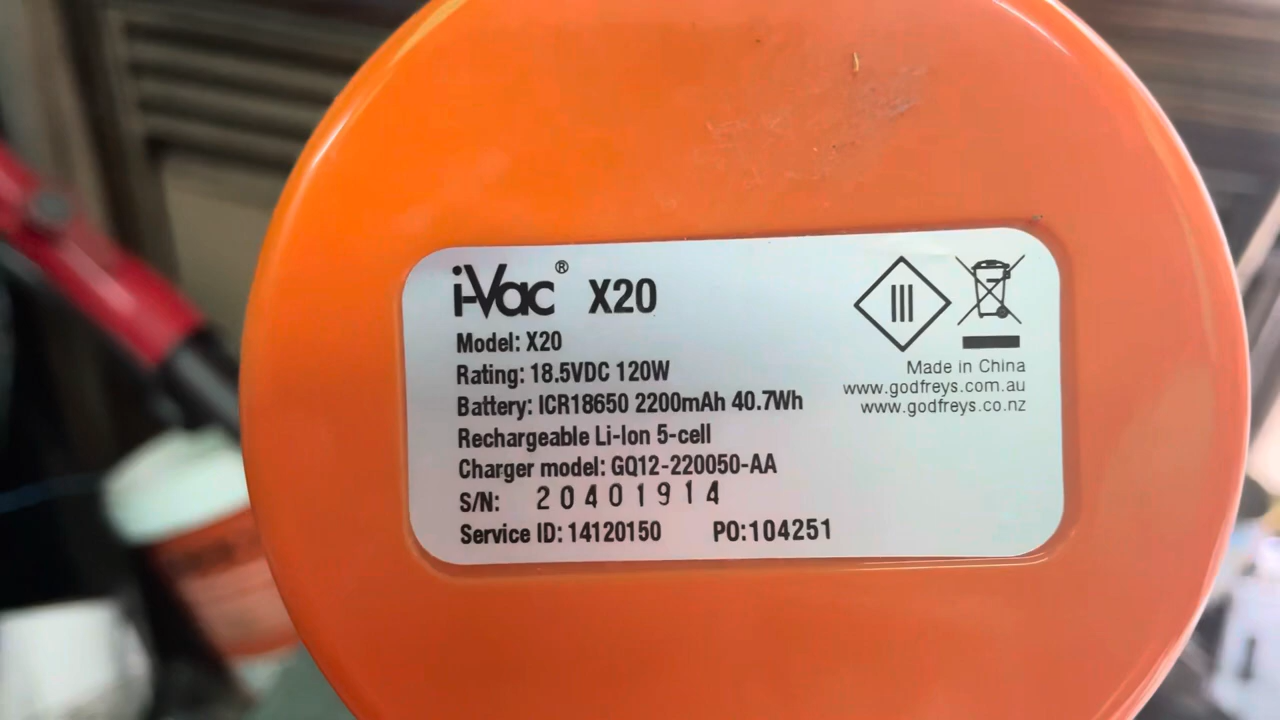 i-Vac® X20
Model: X20
Rating: 18.5VDC 120W
Battery: ICR18650 2200mAh 40.7Wh
Rechargeable Li-Ion 5-cell
Charger model: GQ12-220050-AA
S/N: 20401914
Service ID: 14120150 PO:104251
III
Made in China
www.godfreys.com.au
www.godfreys.co.nz